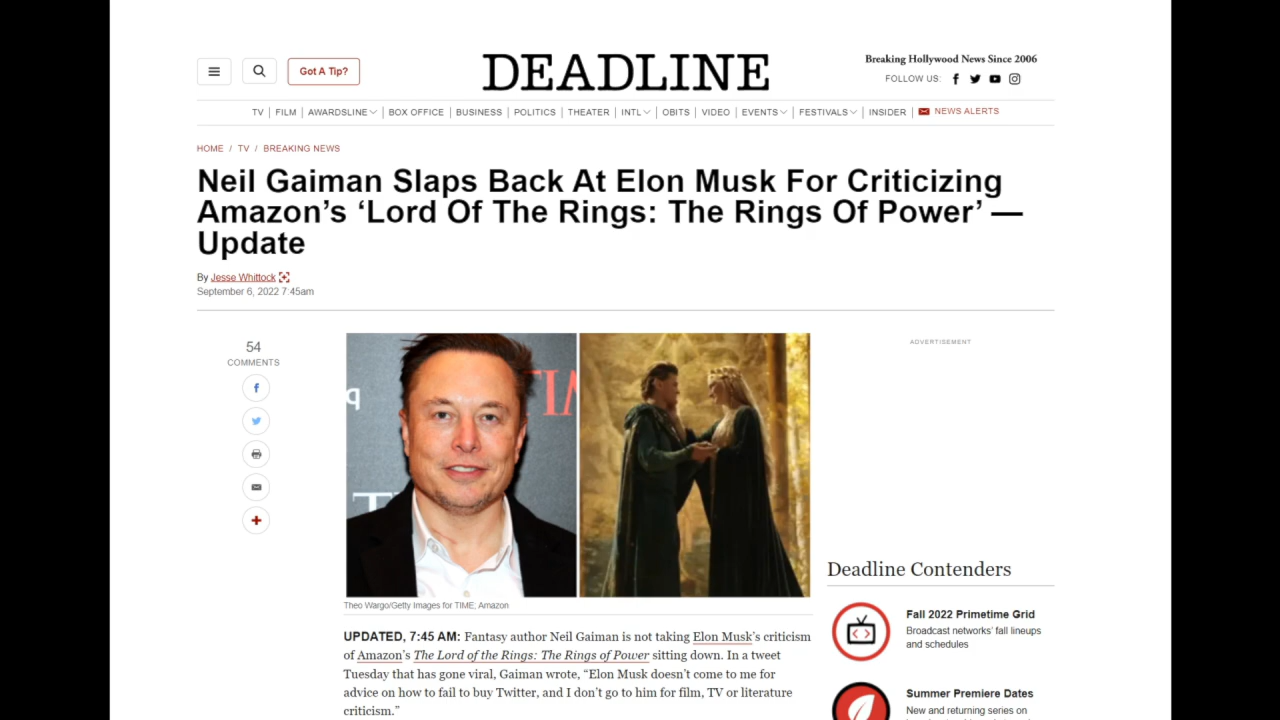 Got A Tip?
DEADLINE
Breaking Hollywood News Since 2006
FOLLOW US:
TV | FILM | AWARDSLINE | BOX OFFICE | BUSINESS | POLITICS | THEATER | INTL | OBITS | VIDEO | EVENTS | FESTIVALS | INSIDER | NEWS ALERTS
HOME / TV / BREAKING NEWS
Neil Gaiman Slaps Back At Elon Musk For Criticizing
Amazon’s ‘Lord Of The Rings: The Rings Of Power’ —
Update
By Jesse Whittock
September 6, 2022 7:45am
54
COMMENTS
TIM
Theo Wargo/Getty Images for TIME; Amazon
UPDATED, 7:45 AM: Fantasy author Neil Gaiman is not taking Elon Musk’s criticism
of Amazon’s The Lord of the Rings: The Rings of Power sitting down. In a tweet
Tuesday that has gone viral, Gaiman wrote, “Elon Musk doesn’t come to me for
advice on how to fail to buy Twitter, and I don’t go to him for film, TV or literature
criticism.”
ADVERTISEMENT
Deadline Contenders
Fall 2022 Primetime Grid
Broadcast networks’ fall lineups
and schedules
Summer Premiere Dates
New and returning series on